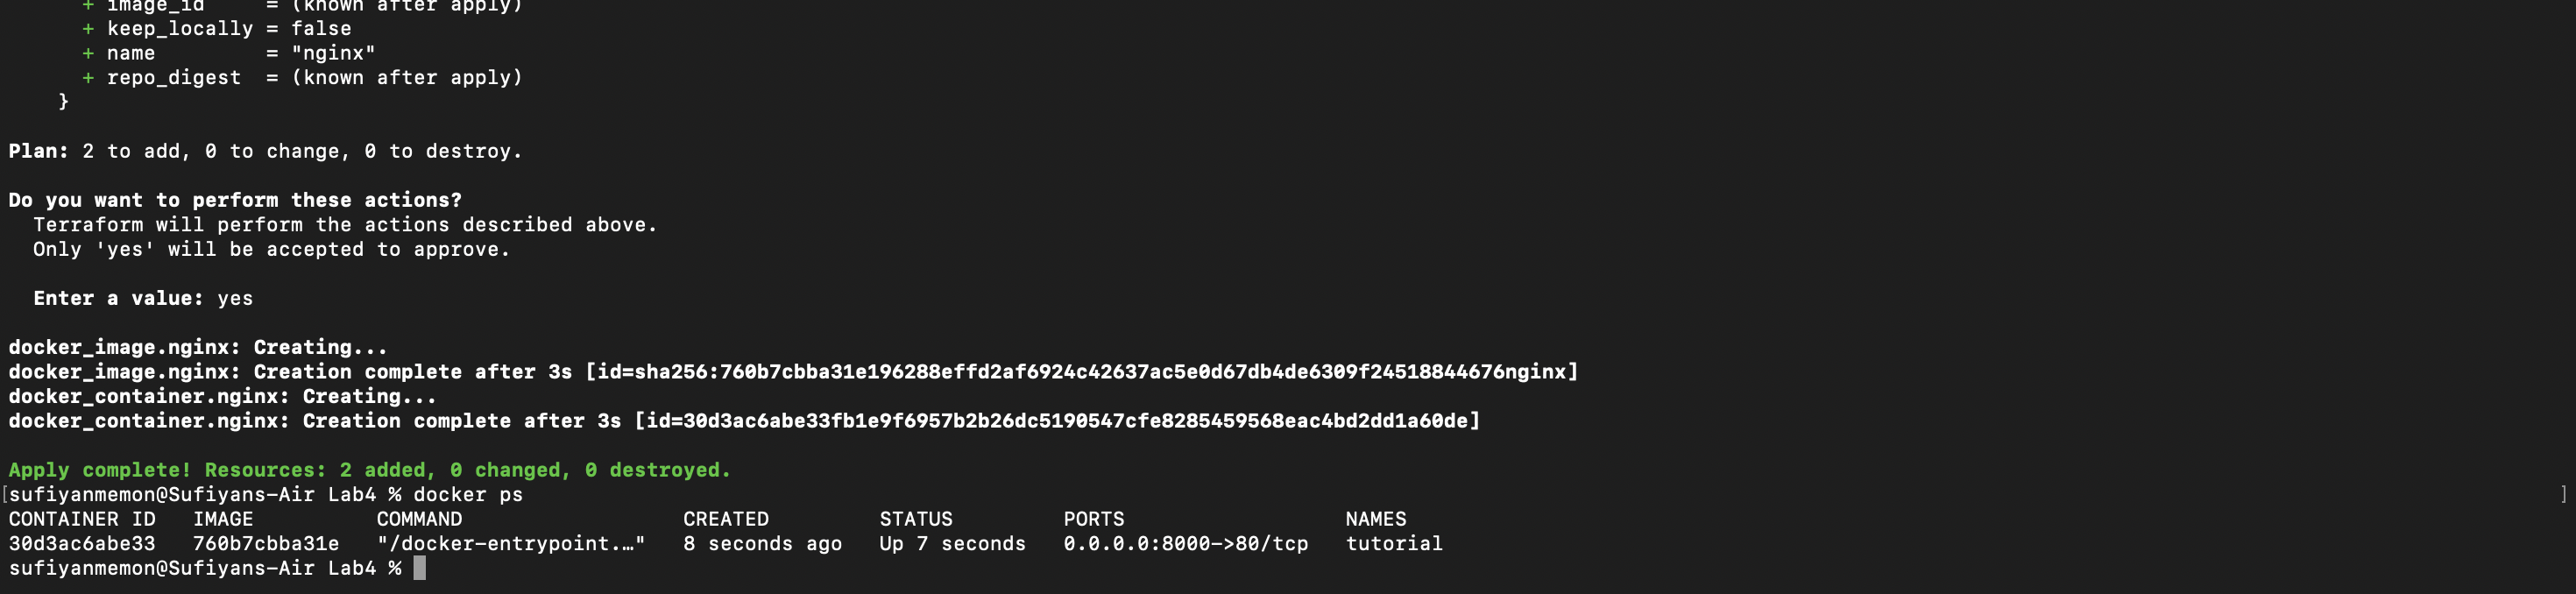 + image_id     = (known after apply)
+ keep_locally = false
+ name         = "nginx"
+ repo_digest  = (known after apply)
}
Plan: 2 to add, 0 to change, 0 to destroy.
Do you want to perform these actions?
Terraform will perform the actions described above.
Only 'yes' will be accepted to approve.
Enter a value: yes
docker_image.nginx: Creating...
docker_image.nginx: Creation complete after 3s [id=sha256:760b7cbba31e196288effd2af6924c42637ac5e0d67db4de6309f24518844676nginx]
docker_container.nginx: Creating...
docker_container.nginx: Creation complete after 3s [id=30d3ac6abe33fb1e9f6957b2b26dc5190547cfe8285459568eac4bd2dd1a60de]
Apply complete! Resources: 2 added, 0 changed, 0 destroyed.
[sufiyanmemon@Sufiyans-Air Lab4 % docker ps ]
CONTAINER ID   IMAGE          COMMAND                  CREATED         STATUS         PORTS                  NAMES
30d3ac6abe33   760b7cbba31e   "/docker-entrypoint.…"   8 seconds ago   Up 7 seconds   0.0.0.0:8000->80/tcp   tutorial
sufiyanmemon@Sufiyans-Air Lab4 %